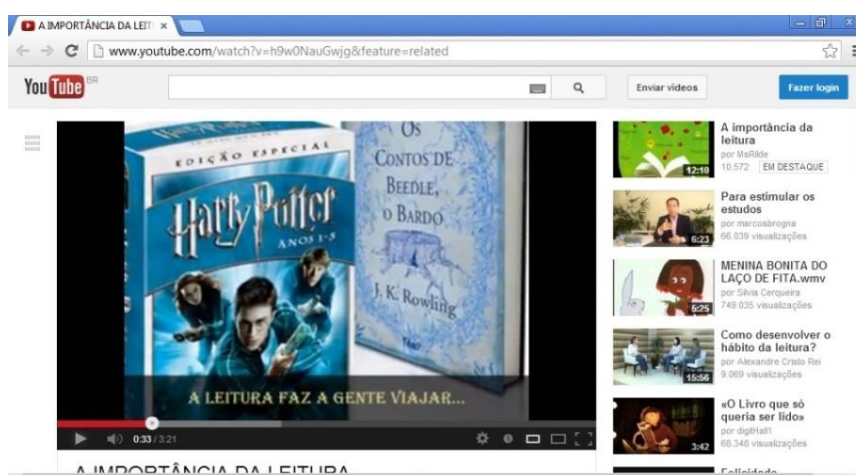 A IMPORTÂNCIA DA LEIT
www.youtube.com/watch?v=h9w0NauGwjg&feature=related
YouTube BR
Enviar vídeos
Fazer login
EDIÇÃO ESPECIAL
Harry Potter
ANOS 1-5
OS
CONTOS DE
BEEDLE,
O BARDO
J. K. Rowling
A LEITURA FAZ A GENTE VIAJAR...
0:33 / 3:21
A IMPORTÂNCIA DA LEITURA
A importância da
leitura
por MsRilde
10.572 EM DESTAQUE
12:10
Para estimular os
estudos
por marcosbrogna
66.039 visualizações
6:23
MENINA BONITA DO
LAÇO DE FITA.wmv
por Silvia Cerqueira
749.035 visualizações
5:25
Como desenvolver o
hábito da leitura?
por Alexandre Cristo Rei
9.069 visualizações
15:56
«O Livro que só
queria ser lido»
por digitHall1
68.348 visualizações
3:42
Felicidade